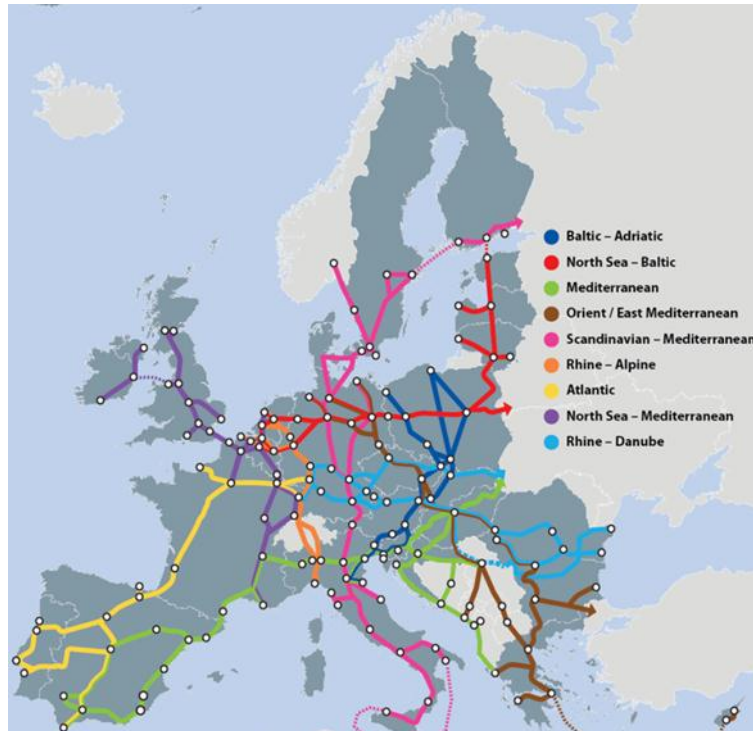 Baltic – Adriatic
North Sea – Baltic
Mediterranean
Orient / East Mediterranean
Scandinavian – Mediterranean
Rhine – Alpine
Atlantic
North Sea – Mediterranean
Rhine – Danube